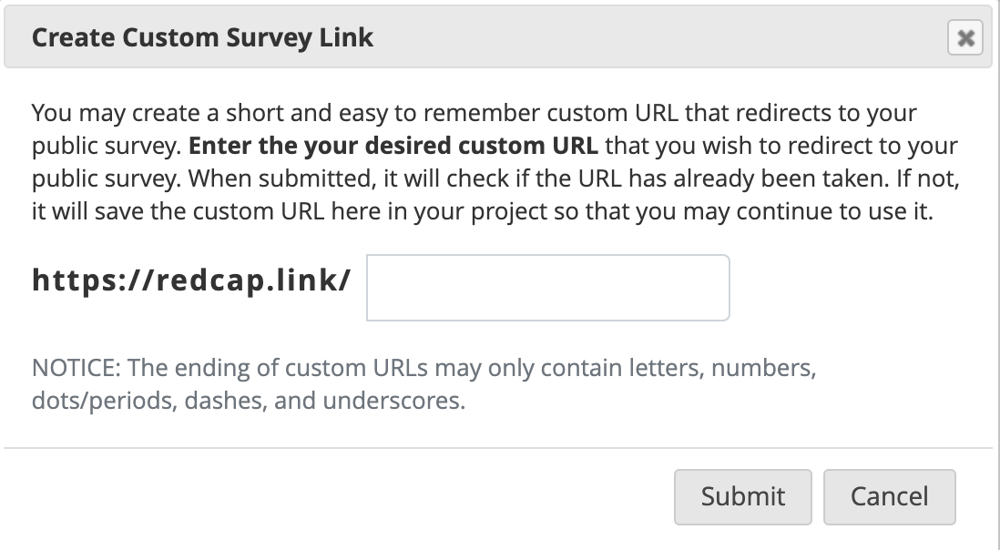 Create Custom Survey Link
You may create a short and easy to remember custom URL that redirects to your
public survey. Enter the your desired custom URL that you wish to redirect to your
public survey. When submitted, it will check if the URL has already been taken. If not,
it will save the custom URL here in your project so that you may continue to use it.
https://redcap.link/
NOTICE: The ending of custom URLs may only contain letters, numbers,
dots/periods, dashes, and underscores.
Submit Cancel